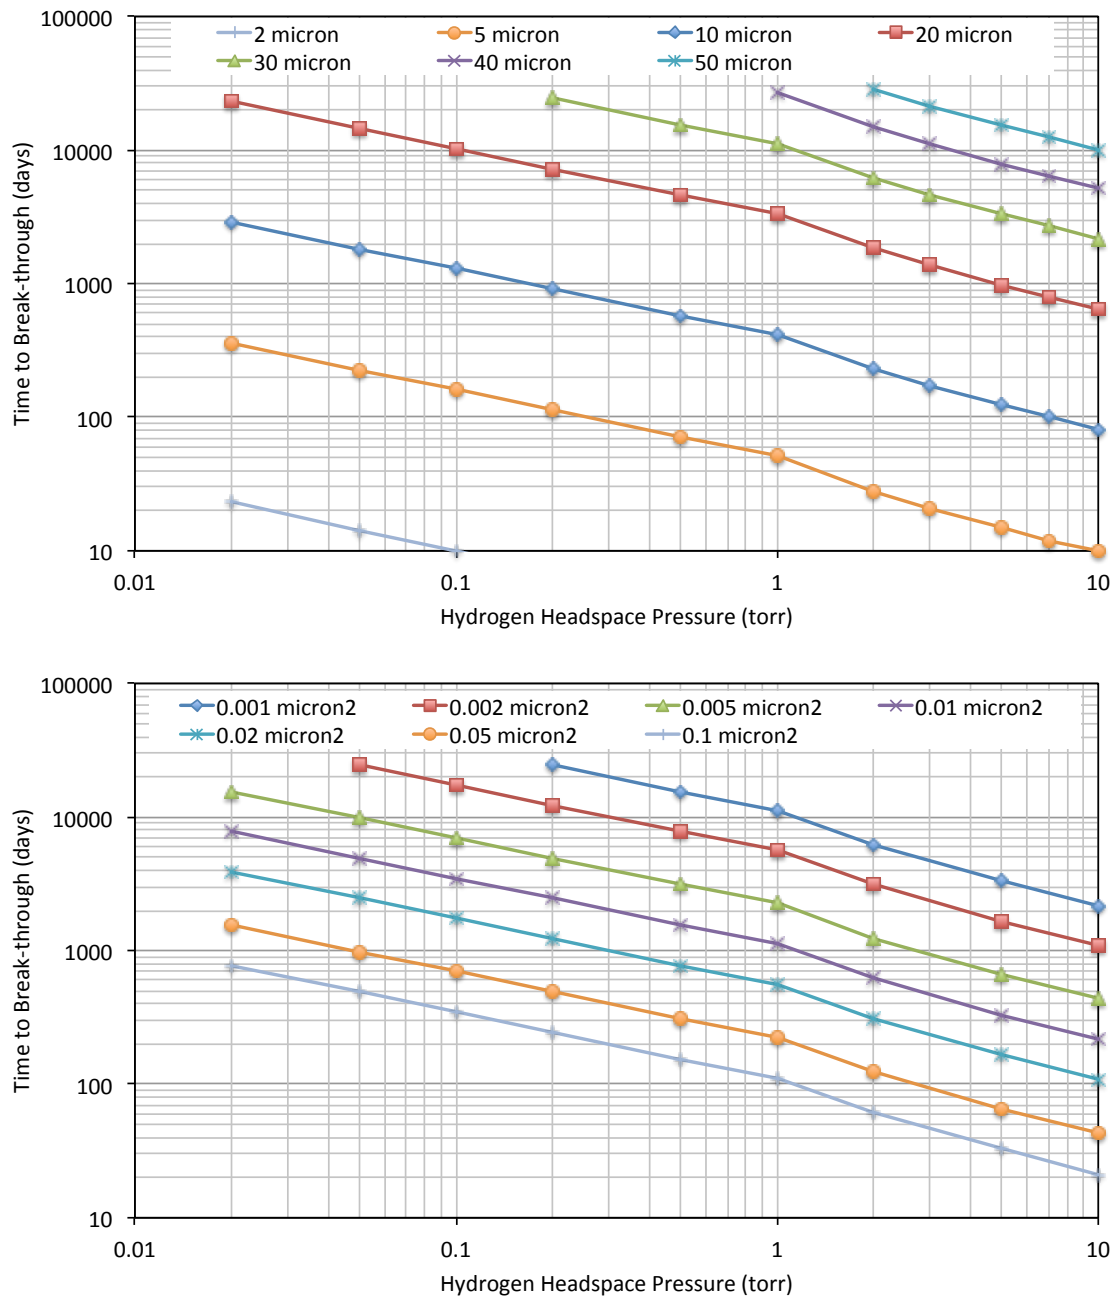 100000
2 micron 5 micron 10 micron 20 micron
30 micron 40 micron 50 micron
10000
1000
100
10
0.01 0.1 1 10
Time to Break-through (days)
Hydrogen Headspace Pressure (torr)
100000
0.001 micron2 0.002 micron2 0.005 micron2 0.01 micron2
0.02 micron2 0.05 micron2 0.1 micron2
10000
1000
100
10
0.01 0.1 1 10
Time to Break-through (days)
Hydrogen Headspace Pressure (torr)